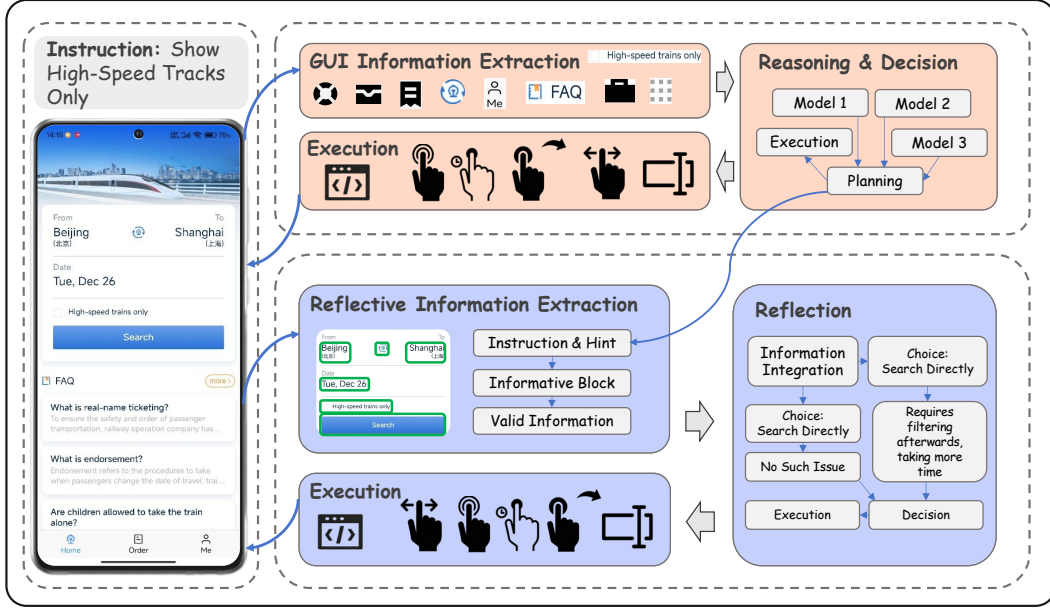 Instruction: Show
High-Speed Tracks
Only
14:15
From
To
Beijing
Shanghai
(北京)
(上海)
Date
Tue, Dec 26
High-speed trains only
Search
FAQ
more >
What is real-name ticketing?
To ensure the safety and order of passenger
transportation, railway operation company has...
What is endorsement?
Endorsement refers to the procedures to take
when passengers change the date of travel, trai...
Are children allowed to take the train
alone?
Home
Order
Me
GUI Information Extraction
High-speed trains only
Me
FAQ
Execution
Reasoning & Decision
Model 1
Model 2
Execution
Model 3
Planning
Reflective Information Extraction
From
To
Beijing
Shanghai
(北京)
(上海
Date
Tue, Dec 26
High-speed trains only
Search
Instruction & Hint
Informative Block
Valid Information
Execution
Reflection
Information
Integration
Choice:
Search Directly
Choice:
Search Directly
Requires
filtering
afterwards,
taking more
time
No Such Issue
Execution
Decision